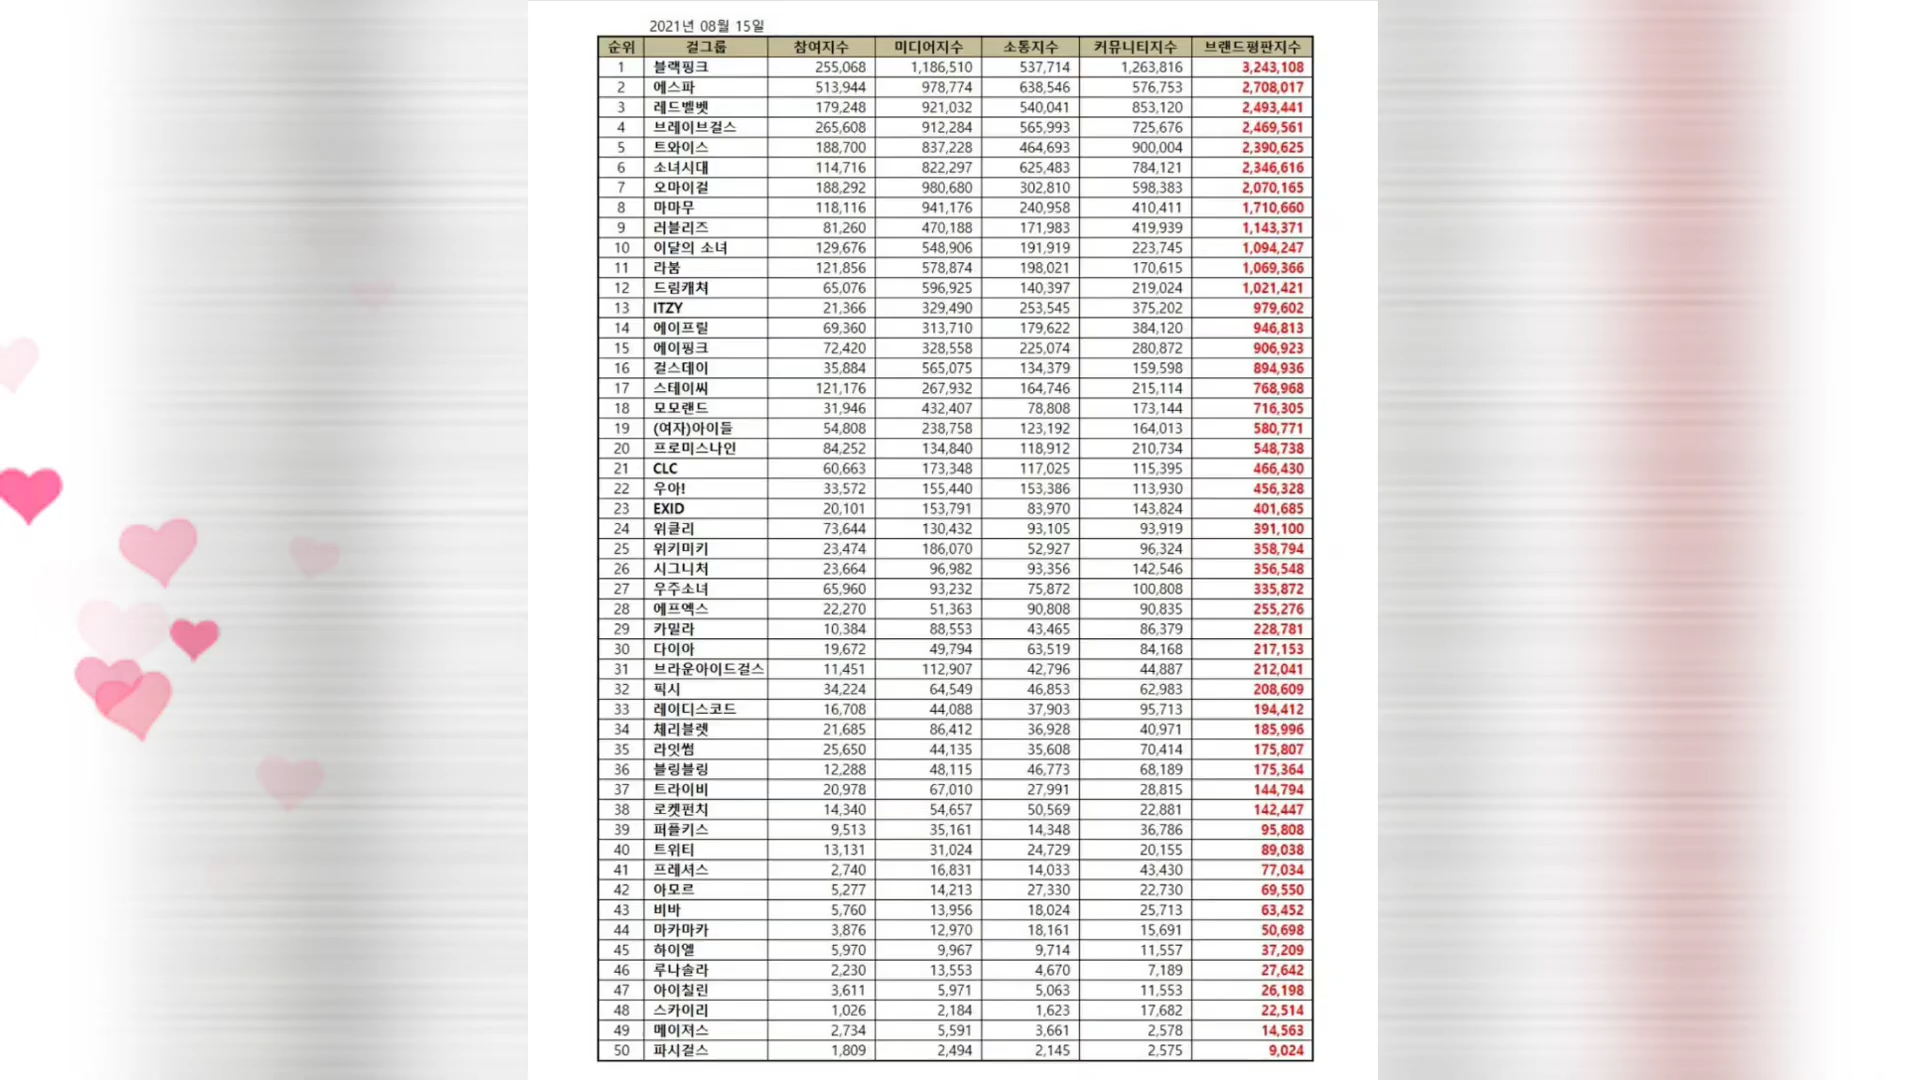 2021년 08월 15일
순위 걸그룹 참여지수 미디어지수 소통지수 커뮤니티지수 브랜드평판지수
1 블랙핑크 255,068 1,186,510 537,714 1,263,816 3,243,108
2 에스파 513,944 978,774 638,546 576,753 2,708,017
3 레드벨벳 179,248 921,032 540,041 853,120 2,493,441
4 브레이브걸스 265,608 912,284 565,993 725,676 2,469,561
5 트와이스 188,700 837,228 464,693 900,004 2,390,625
6 소녀시대 114,716 822,297 625,483 784,121 2,346,616
7 오마이걸 188,292 980,680 302,810 598,383 2,070,165
8 마마무 118,116 941,176 240,958 410,411 1,710,660
9 러블리즈 81,260 470,188 171,983 419,939 1,143,371
10 이달의 소녀 129,676 548,906 191,919 223,745 1,094,247
11 라붐 121,856 578,874 198,021 170,615 1,069,366
12 드림캐쳐 65,076 596,925 140,397 219,024 1,021,421
13 ITZY 21,366 329,490 253,545 375,202 979,602
14 에이프릴 69,360 313,710 179,622 384,120 946,813
15 에이핑크 72,420 328,558 225,074 280,872 906,923
16 걸스데이 35,884 565,075 134,379 159,598 894,936
17 스테이씨 121,176 267,932 164,746 215,114 768,968
18 모모랜드 31,946 432,407 78,808 173,144 716,305
19 (여자)아이들 54,808 238,758 123,192 164,013 580,771
20 프로미스나인 84,252 134,840 118,912 210,734 548,738
21 CLC 60,663 173,348 117,025 115,395 466,430
22 우아! 33,572 155,440 153,386 113,930 456,328
23 EXID 20,101 153,791 83,970 143,824 401,685
24 위클리 73,644 130,432 93,105 93,919 391,100
25 위키미키 23,474 186,070 52,927 96,324 358,794
26 시그니처 23,664 96,982 93,356 142,546 356,548
27 우주소녀 65,960 93,232 75,872 100,808 335,872
28 에프엑스 22,270 51,363 90,808 90,835 255,276
29 카밀라 10,384 88,553 43,465 86,379 228,781
30 다이아 19,672 49,794 63,519 84,168 217,153
31 브라운아이드걸스 11,451 112,907 42,796 44,887 212,041
32 픽시 34,224 64,549 46,853 62,983 208,609
33 레이디스코드 16,708 44,088 37,903 95,713 194,412
34 체리블렛 21,685 86,412 36,928 40,971 185,996
35 라잇썸 25,650 44,135 35,608 70,414 175,807
36 블링블링 12,288 48,115 46,773 68,189 175,364
37 트라이비 20,978 67,010 27,991 28,815 144,794
38 로켓펀치 14,340 54,657 50,569 22,881 142,447
39 퍼플키스 9,513 35,161 14,348 36,786 95,808
40 트위티 13,131 31,024 24,729 20,155 89,038
41 프레셔스 2,740 16,831 14,033 43,430 77,034
42 아모르 5,277 14,213 27,330 22,730 69,550
43 비바 5,760 13,956 18,024 25,713 63,452
44 마카마카 3,876 12,970 18,161 15,691 50,698
45 하이엘 5,970 9,967 9,714 11,557 37,209
46 루나솔라 2,230 13,553 4,670 7,189 27,642
47 아이칠린 3,611 5,971 5,063 11,553 26,198
48 스카이리 1,026 2,184 1,623 17,682 22,514
49 메이져스 2,734 5,591 3,661 2,578 14,563
50 파시걸스 1,809 2,494 2,145 2,575 9,024